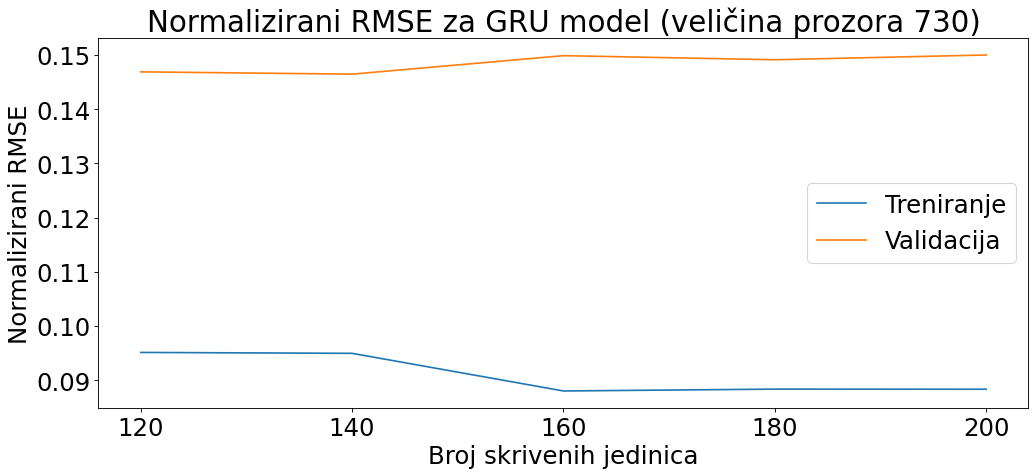 Normalizirani RMSE za GRU model (veličina prozora 730)
Normalizirani RMSE
0.15
0.14
0.13
0.12
0.11
0.10
0.09
Treniranje
Validacija
120 140 160 180 200
Broj skrivenih jedinica